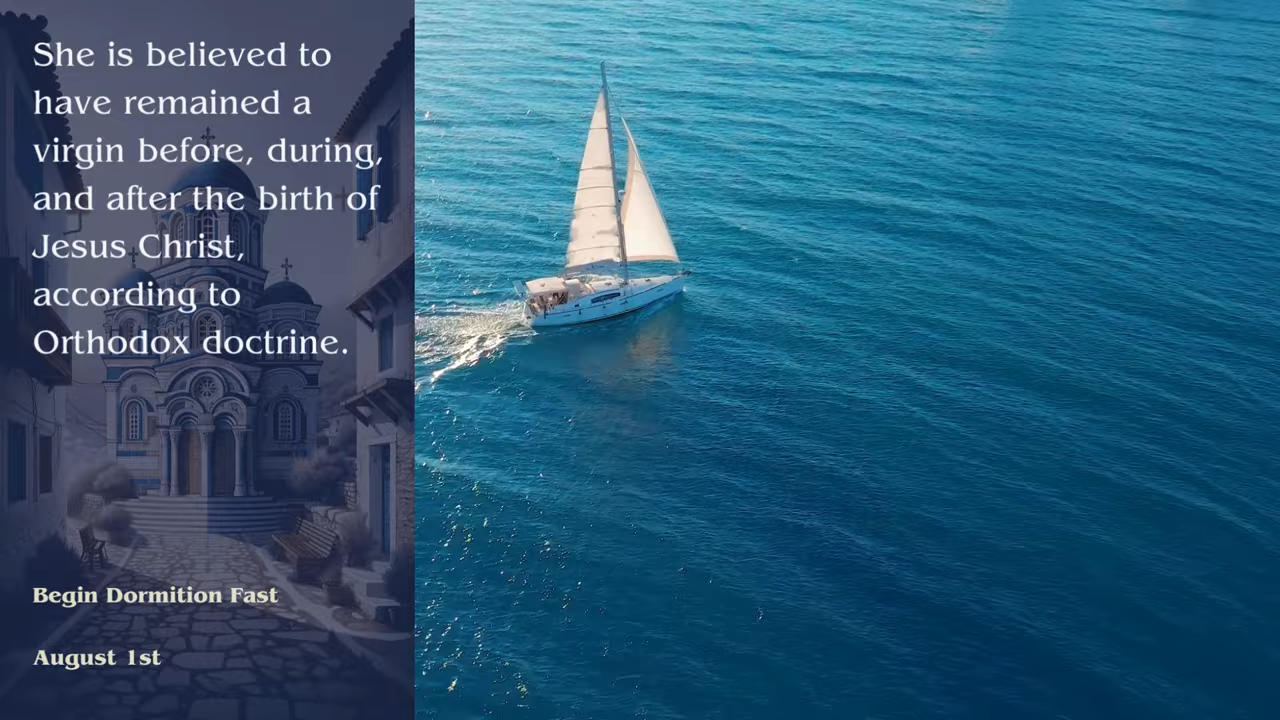 She is believed to
have remained a
virgin before, during,
and after the birth of
Jesus Christ,
according to
Orthodox doctrine.
Begin Dormition Fast
August 1st